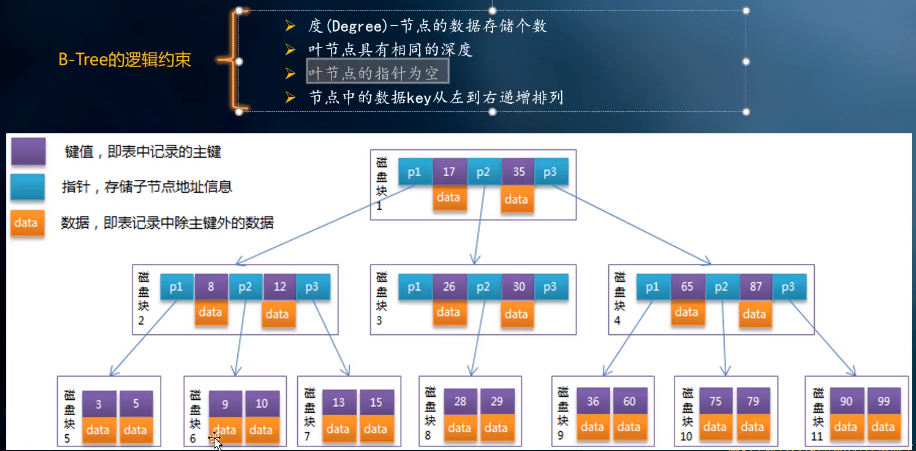 B-Tree的逻辑约束
度(Degree)-节点的数据存储个数
叶节点具有相同的深度
叶节点的指针为空
节点中的数据key从左到右递增排列
键值，即表中记录的主键
指针，存储子节点地址信息
data 数据，即表记录中除主键外的数据
磁盘块1
p1 17 p2 35 p3
data data
磁盘块2
p1 8 p2 12 p3
data data
磁盘块3
p1 26 p2 30 p3
data data
磁盘块4
p1 65 p2 87 p3
data data
磁盘块5
3 5
data data
磁盘块6
9 10
data data
磁盘块7
13 15
data data
磁盘块8
28 29
data data
磁盘块9
36 60
data data
磁盘块10
75 79
data data
磁盘块11
90 99
data data